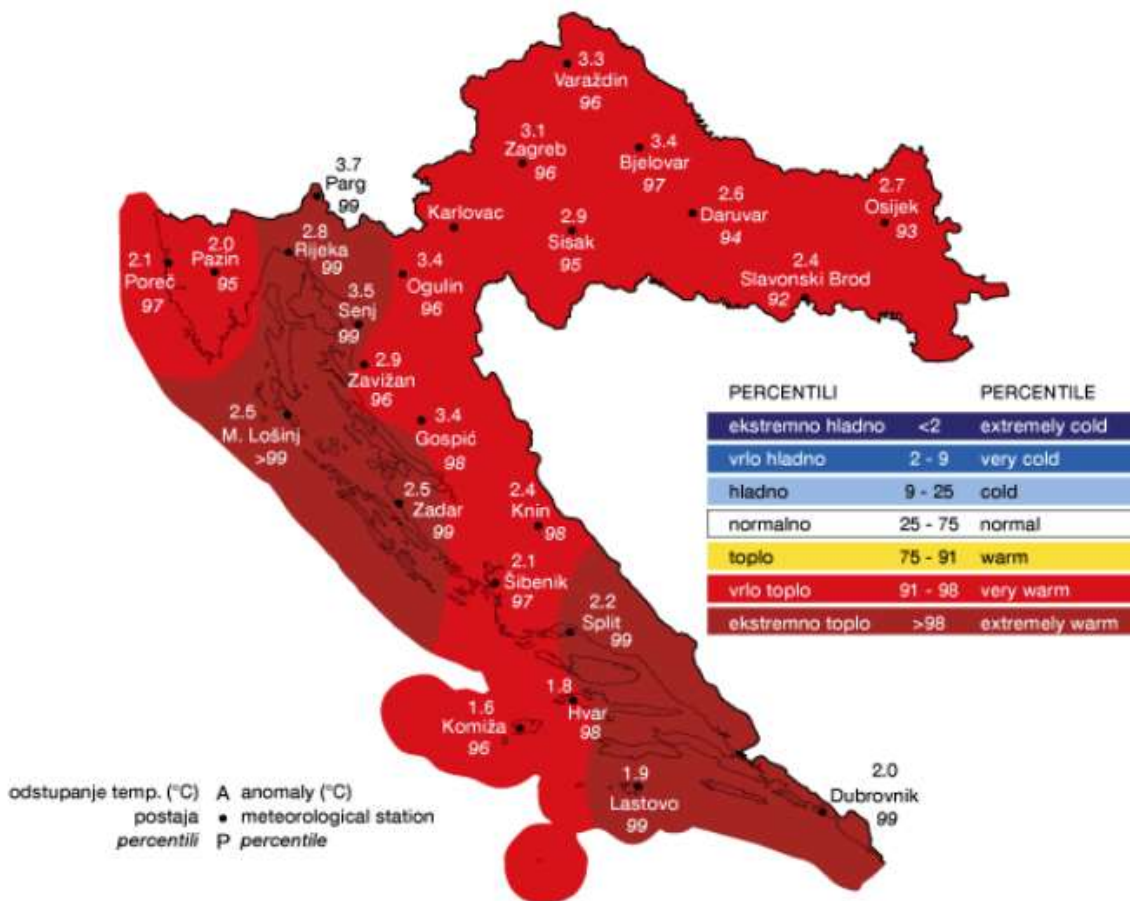 3.3
Varaždin
96
3.1
Zagreb
96
3.4
Bjelovar
97
3.7
Parg
99
2.6
Daruvar
94
2.7
Osijek
93
Karlovac
2.9
Sisak
95
2.8
Rijeka
99
2.0
Pazin
95
2.1
Poreč
97
3.4
Ogulin
96
2.4
Slavonski Brod
92
3.5
Senj
99
2.9
Zavižan
96
2.5
M. Lošinj
>99
3.4
Gospić
98
2.5
Zadar
99
2.4
Knin
98
2.1
Šibenik
97
2.2
Split
99
1.8
Hvar
98
1.6
Komiža
96
1.9
Lastovo
99
2.0
Dubrovnik
99
PERCENTILI PERCENTILE
ekstremno hladno <2 extremely cold
vrlo hladno 2 - 9 very cold
hladno 9 - 25 cold
normalno 25 - 75 normal
toplo 75 - 91 warm
vrlo toplo 91 - 98 very warm
ekstremno toplo >98 extremely warm
odstupanje temp. (°C) A anomaly (°C)
postaja • meteorological station
percentili P percentile